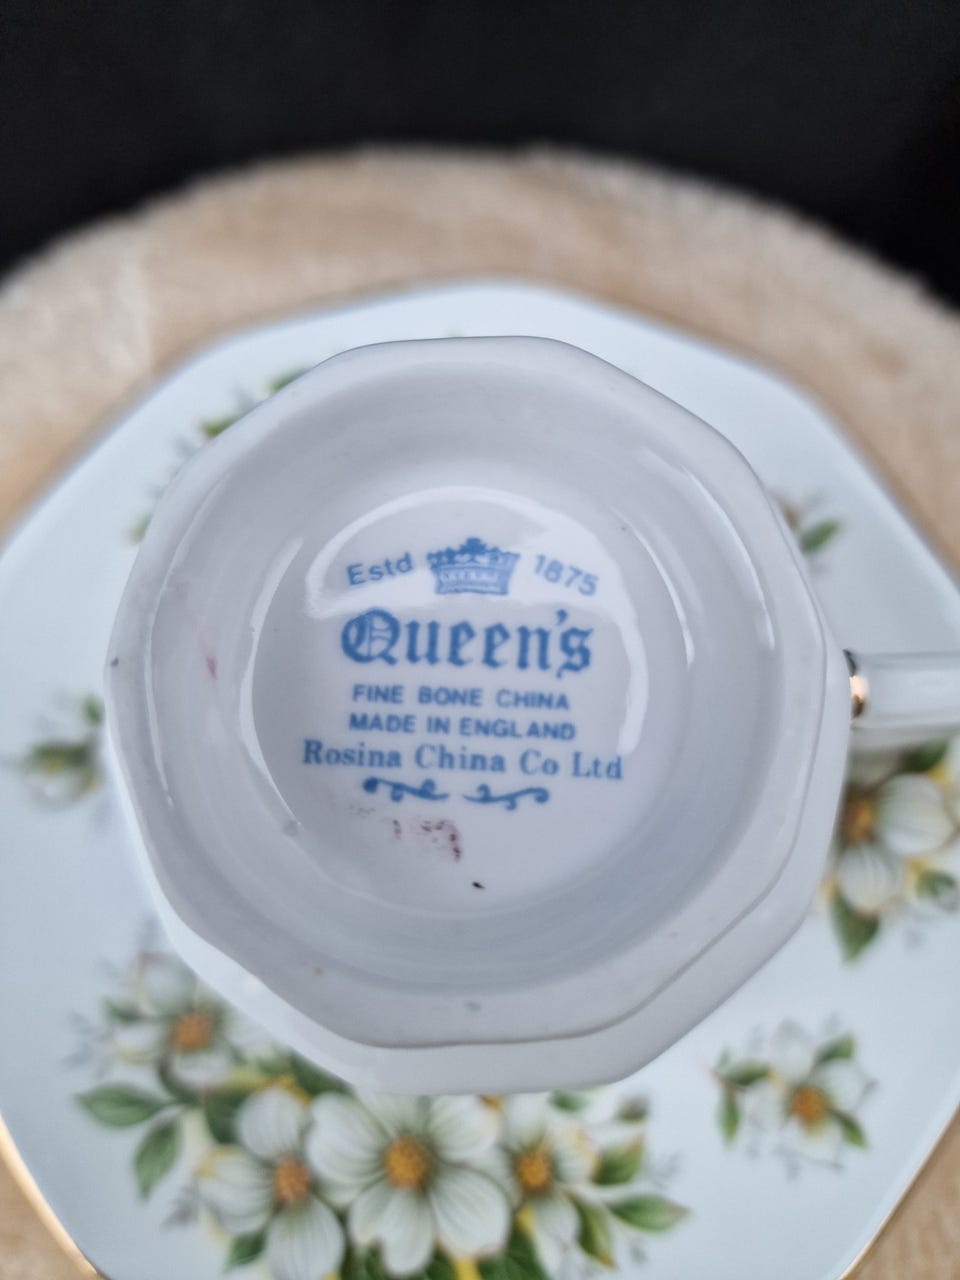 Estd 1875
Queen's
FINE BONE CHINA
MADE IN ENGLAND
Rosina China Co Ltd